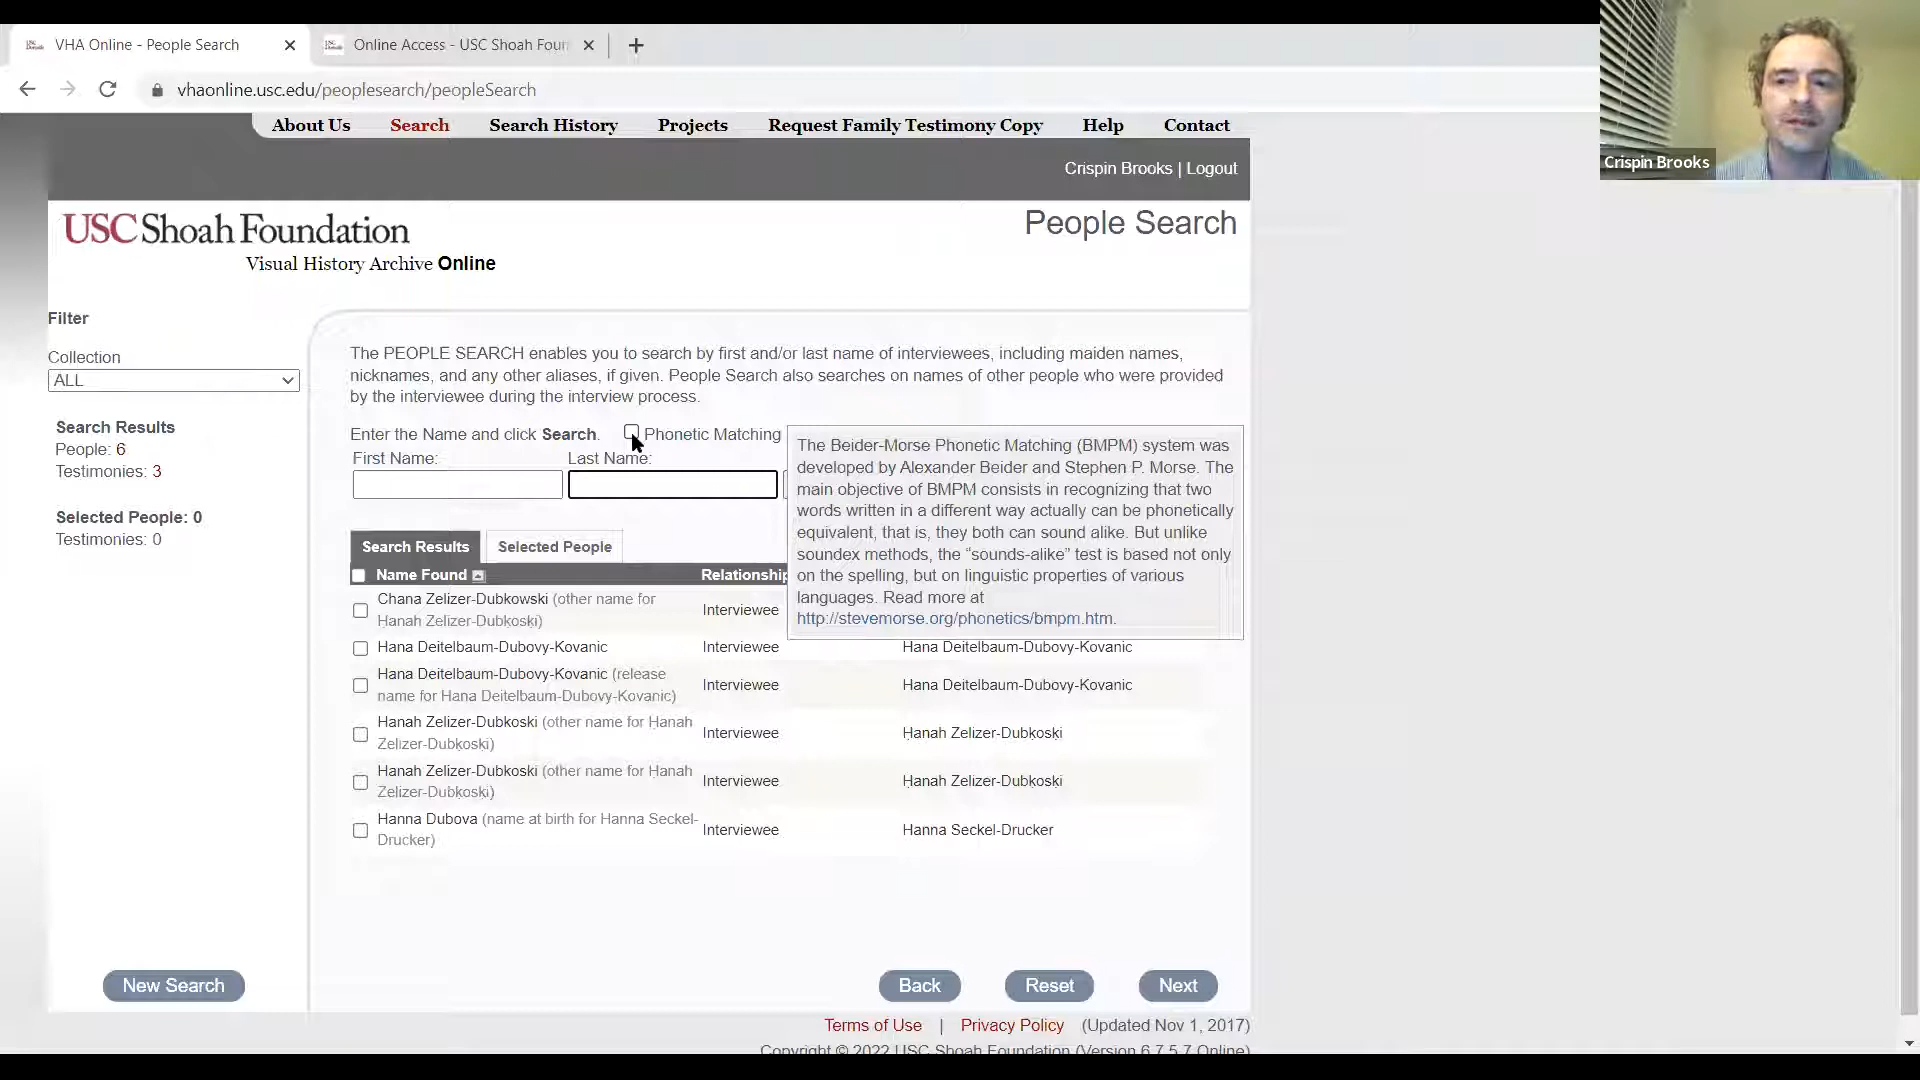 VHA Online - People Search
Online Access - USC Shoah Foun
vhaonline.usc.edu/peoplesearch/peopleSearch
Crispin Brooks
About Us Search Search History Projects Request Family Testimony Copy Help Contact
Crispin Brooks | Logout
USC Shoah Foundation
Visual History Archive Online
People Search
Filter
Collection
ALL
Search Results
People: 6
Testimonies: 3
Selected People: 0
Testimonies: 0
The PEOPLE SEARCH enables you to search by first and/or last name of interviewees, including maiden names,
nicknames, and any other aliases, if given. People Search also searches on names of other people who were provided
by the interviewee during the interview process.
Enter the Name and click Search. Phonetic Matching
First Name: Last Name:
The Beider-Morse Phonetic Matching (BMPM) system was
developed by Alexander Beider and Stephen P. Morse. The
main objective of BMPM consists in recognizing that two
words written in a different way actually can be phonetically
equivalent, that is, they both can sound alike. But unlike
soundex methods, the “sounds-alike” test is based not only
on the spelling, but on linguistic properties of various
languages. Read more at
http://stevemorse.org/phonetics/bmpm.htm.
Search Results Selected People
Name Found Relationship
Chana Zelizer-Dubkowski (other name for
Hanah Zelizer-Dubkoski)
Interviewee
Hana Deitelbaum-Dubovy-Kovanic Interviewee Hana Deitelbaum-Dubovy-Kovanic
Hana Deitelbaum-Dubovy-Kovanic (release
name for Hana Deitelbaum-Dubovy-Kovanic)
Interviewee Hana Deitelbaum-Dubovy-Kovanic
Hanah Zelizer-Dubkoski (other name for Hanah
Zelizer-Dubkoski)
Interviewee Hanah Zelizer-Dubkoski
Hanah Zelizer-Dubkoski (other name for Hanah
Zelizer-Dubkoski)
Interviewee Hanah Zelizer-Dubkoski
Hanna Dubova (name at birth for Hanna Seckel-
Drucker)
Interviewee Hanna Seckel-Drucker
New Search Back Reset Next
Terms of Use | Privacy Policy (Updated Nov 1, 2017)
Copyright © 2022 USC Shoah Foundation (Version 6.7.5.7 Online)